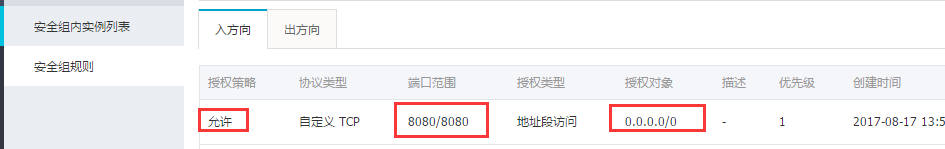 安全组内实例列表
安全组规则
入方向 出方向
授权策略 协议类型 端口范围 授权类型 授权对象 描述 优先级 创建时间
允许 自定义 TCP 8080/8080 地址段访问 0.0.0.0/0 - 1 2017-08-17 13:5